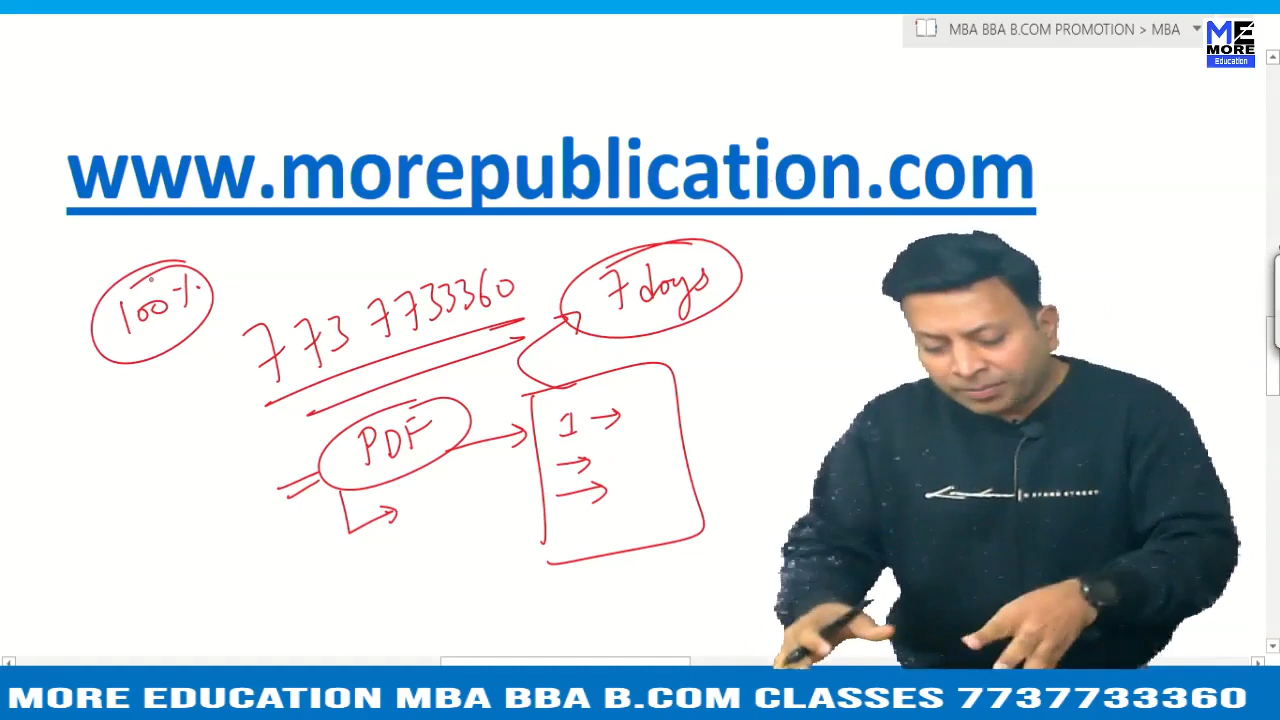 MBA BBA B.COM PROMOTION > MBA
ME
MORE
Education
www.morepublication.com
100%
773 7733360
7 days
PDF
1 →
MORE EDUCATION MBA BBA B.COM CLASSES 7737733360